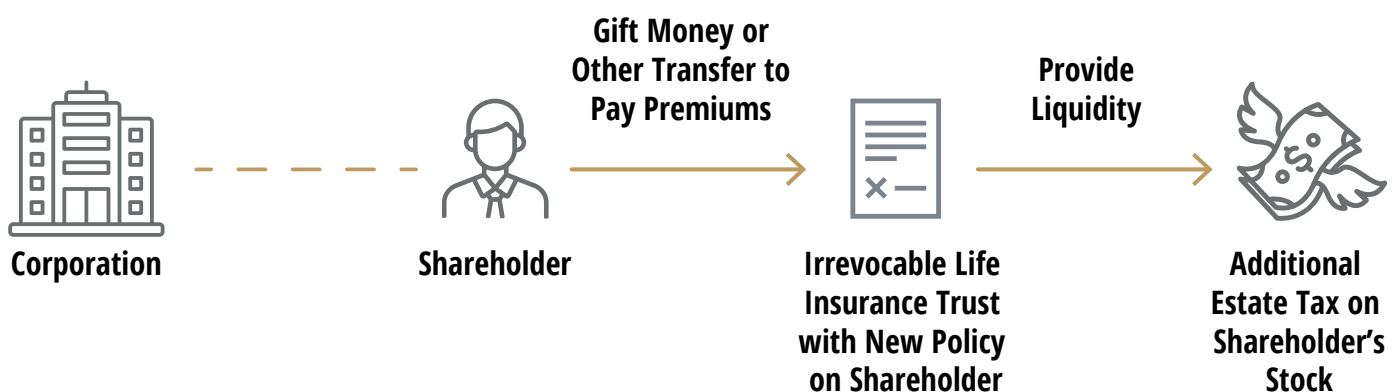 Gift Money or
Other Transfer to
Pay Premiums
Provide
Liquidity
$
Corporation
Shareholder
Irrevocable Life
Insurance Trust
with New Policy
on Shareholder
Additional
Estate Tax on
Shareholder’s
Stock